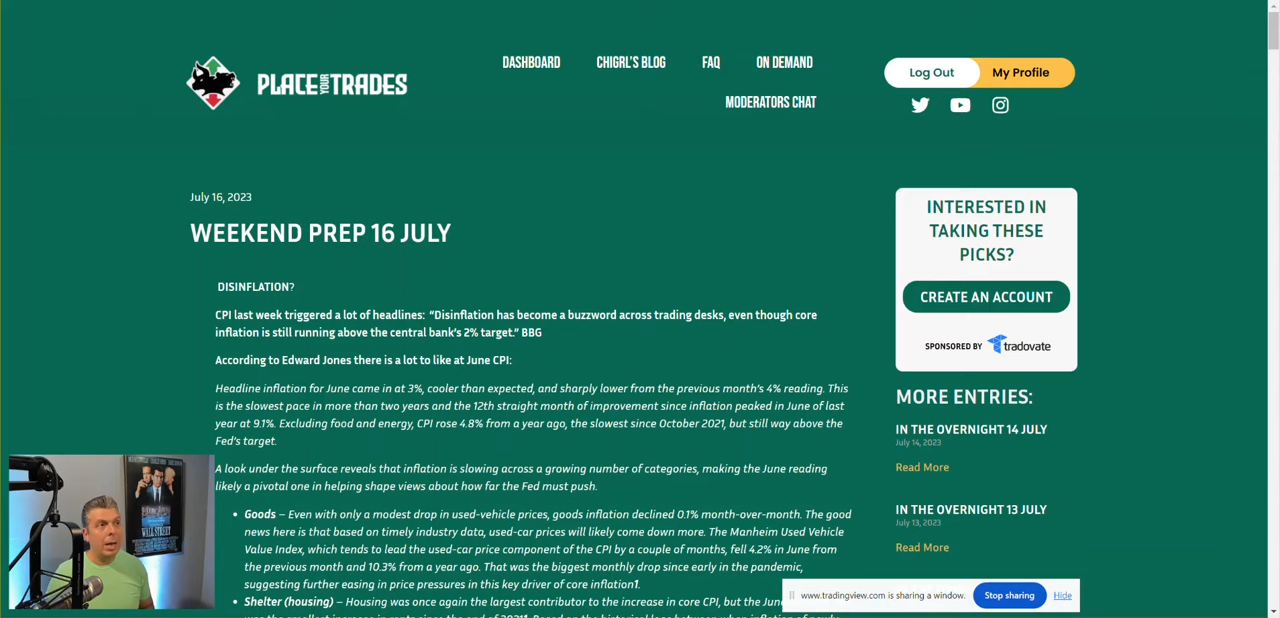 DASHBOARD
CHIGRL'S BLOG
FAQ
ON DEMAND
MODERATORS CHAT
PLACE YOUR TRADES
Log Out
My Profile
July 16, 2023
WEEKEND PREP 16 JULY
DISINFLATION?
CPI last week triggered a lot of headlines: “Disinflation has become a buzzword across trading desks, even though core
inflation is still running above the central bank's 2% target.” BBG
According to Edward Jones there is a lot to like at June CPI:
Headline inflation for June came in at 3%, cooler than expected, and sharply lower from the previous month's 4% reading. This
is the slowest pace in more than two years and the 12th straight month of improvement since inflation peaked in June of last
year at 9.1%. Excluding food and energy, CPI rose 4.8% from a year ago, the slowest since October 2021, but still way above the
Fed's target.
A look under the surface reveals that inflation is slowing across a growing number of categories, making the June reading
likely a pivotal one in helping shape views about how far the Fed must push.
• Goods – Even with only a modest drop in used-vehicle prices, goods inflation declined 0.1% month-over-month. The good
news here is that based on timely industry data, used-car prices will likely come down more. The Manheim Used Vehicle
Value Index, which tends to lead the used-car price component of the CPI by a couple of months, fell 4.2% in June from
the previous month and 10.3% from a year ago. That was the biggest monthly drop since early in the pandemic,
suggesting further easing in price pressures in this key driver of core inflation1.
• Shelter (housing) – Housing was once again the largest contributor to the increase in core CPI, but the June
INTERESTED IN
TAKING THESE
PICKS?
CREATE AN ACCOUNT
SPONSORED BY tradovate
MORE ENTRIES:
IN THE OVERNIGHT 14 JULY
July 14, 2023
Read More
IN THE OVERNIGHT 13 JULY
July 13, 2023
Read More
www.tradingview.com is sharing a window.
Stop sharing
Hide
WALL STREET